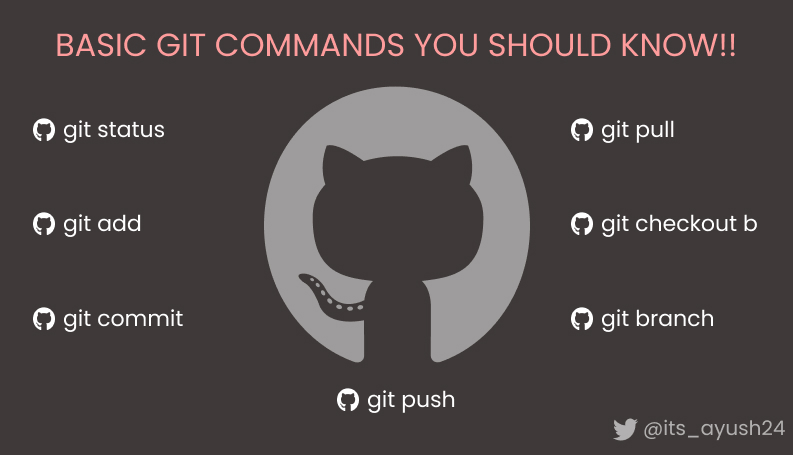 BASIC GIT COMMANDS YOU SHOULD KNOW!!
git status
git add
git commit
git pull
git checkout b
git branch
git push
@its_ayush24